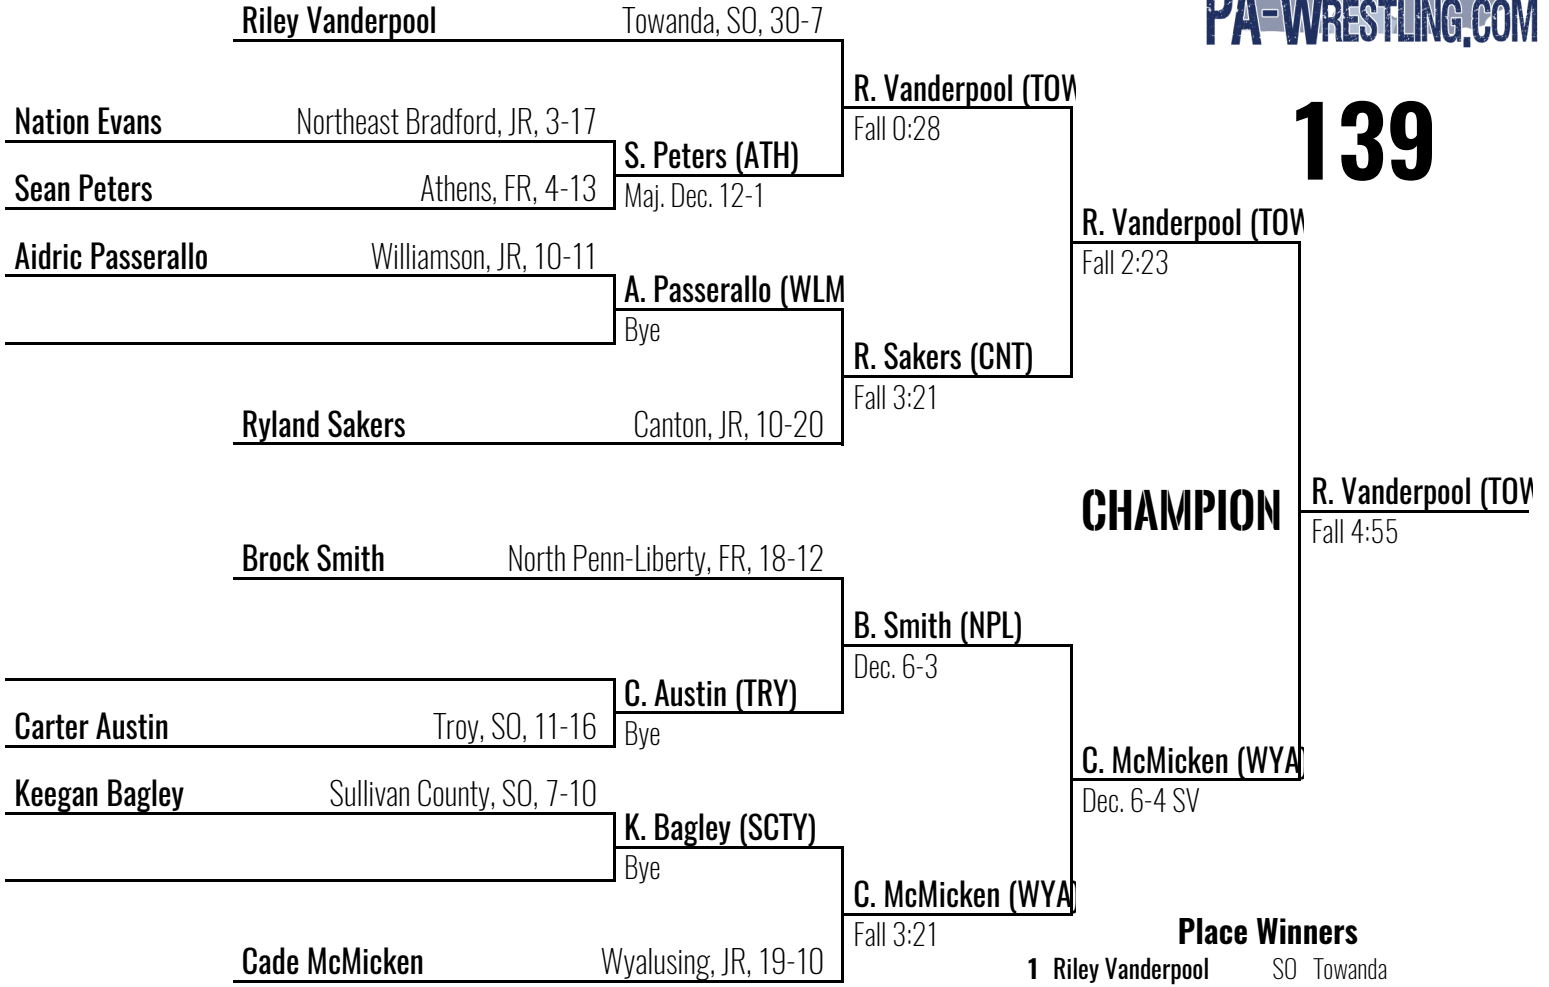 PA-WRESTLING.COM
139
Riley Vanderpool Towanda, SO, 30-7
R. Vanderpool (TOW
Fall 0:28
Nation Evans Northeast Bradford, JR, 3-17
S. Peters (ATH)
Maj. Dec. 12-1
Sean Peters Athens, FR, 4-13
R. Vanderpool (TOW
Fall 2:23
Aidric Passerallo Williamson, JR, 10-11
A. Passerallo (WLM
Bye
R. Sakers (CNT)
Fall 3:21
Ryland Sakers Canton, JR, 10-20
CHAMPION
R. Vanderpool (TOW
Fall 4:55
Brock Smith North Penn-Liberty, FR, 18-12
B. Smith (NPL)
Dec. 6-3
C. Austin (TRY)
Bye
Carter Austin Troy, SO, 11-16
C. McMicken (WYA)
Dec. 6-4 SV
Keegan Bagley Sullivan County, SO, 7-10
K. Bagley (SCTY)
Bye
C. McMicken (WYA)
Fall 3:21
Cade McMicken Wyalusing, JR, 19-10
Place Winners
1 Riley Vanderpool SO Towanda